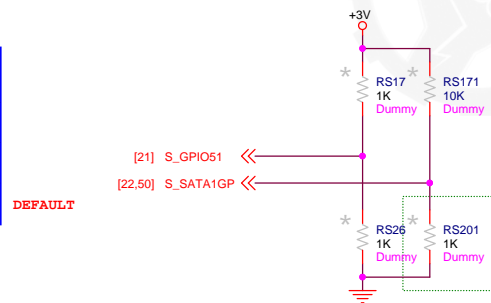 +3V
* RS17
1K
Dummy
* RS171
10K
Dummy
[21] S_GPIO51
[22,50] S_SATA1GP
DEFAULT
* RS26
1K
Dummy
* RS201
1K
Dummy